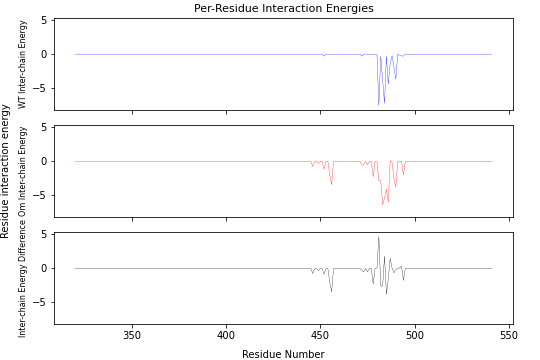 Per-Residue Interaction Energies
Residue interaction energy
WT Inter-chain Energy
5
0
−5
Om Inter-chain Energy
5
0
−5
Inter-chain Energy Difference
5
0
−5
350
400
450
500
550
Residue Number